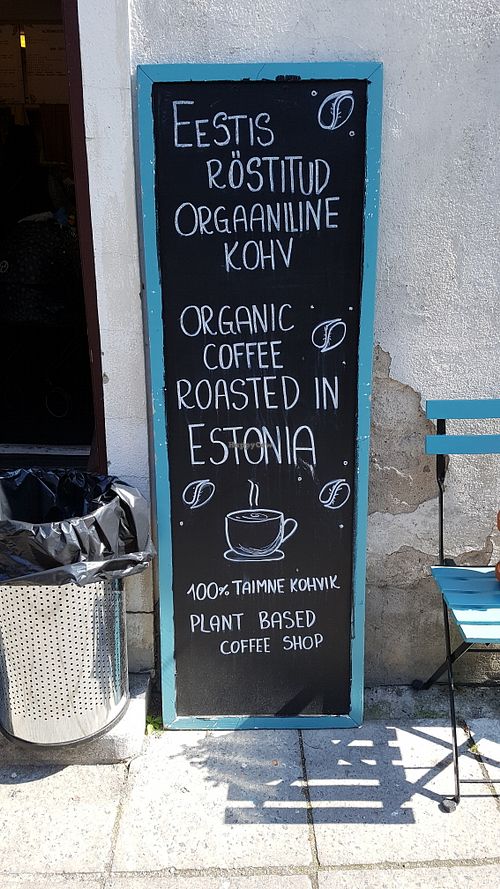 EESTIS
RÖSTITUD
ORGAANILINE
KOHV
ORGANIC
COFFEE
ROASTED IN
ESTONIA
100% TAIMNE KOHVIK
PLANT BASED
COFFEE SHOP